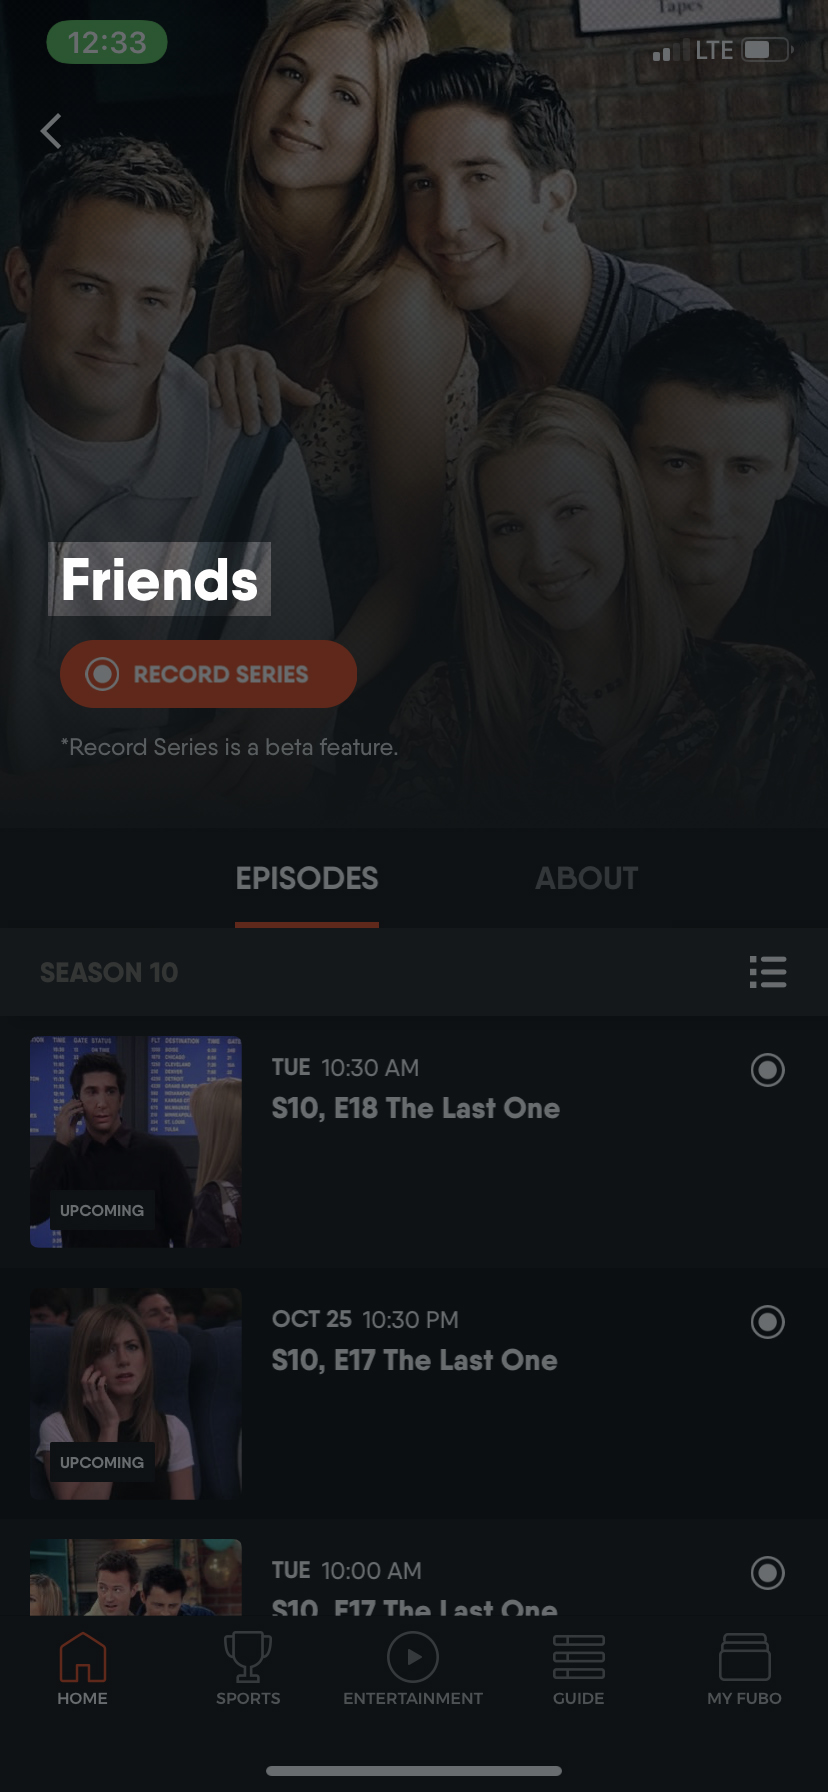 Tapes
12:33
LTE
Friends
RECORD SERIES
*Record Series is a beta feature.
EPISODES
ABOUT
SEASON 10
TUE 10:30 AM
S10, E18 The Last One
UPCOMING
OCT 25 10:30 PM
S10, E17 The Last One
UPCOMING
TUE 10:00 AM
S10, E17 The Last One
HOME
SPORTS
ENTERTAINMENT
GUIDE
MY FUBO